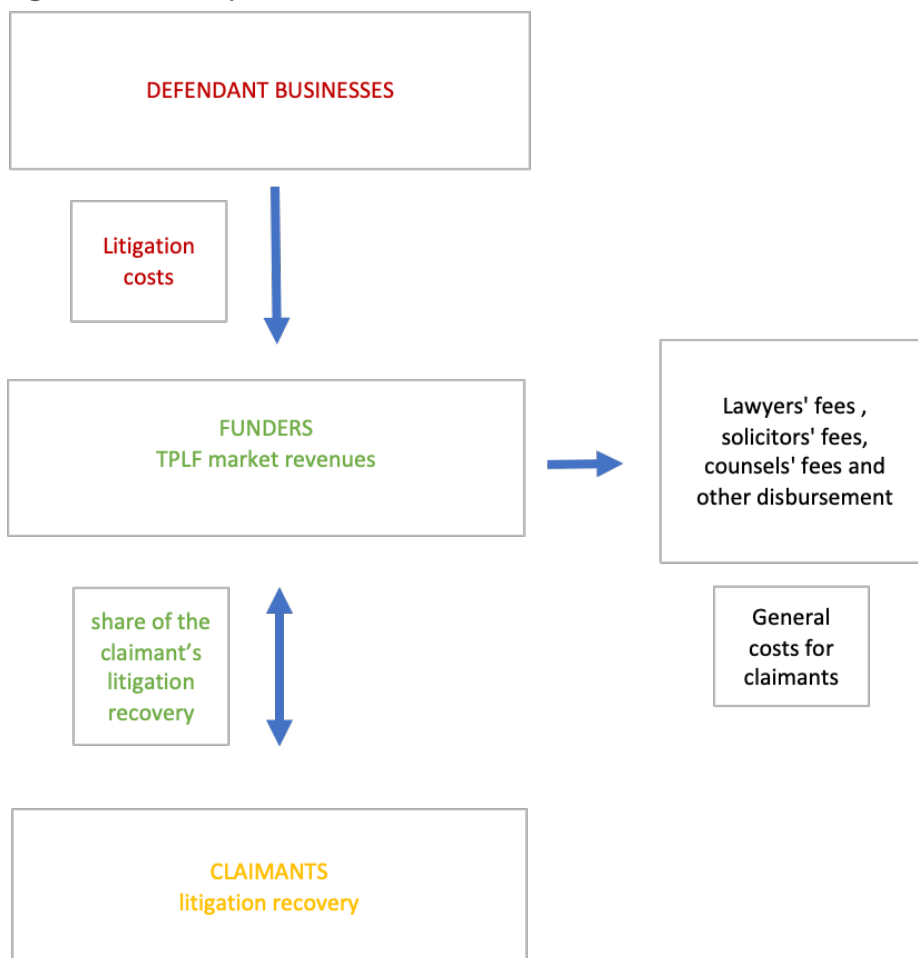 DEFENDANT BUSINESSES
Litigation
costs
FUNDERS
TPLF market revenues
Lawyers' fees ,
solicitors' fees,
counsels' fees and
other disbursement
share of the
claimant’s
litigation
recovery
General
costs for
claimants
CLAIMANTS
litigation recovery